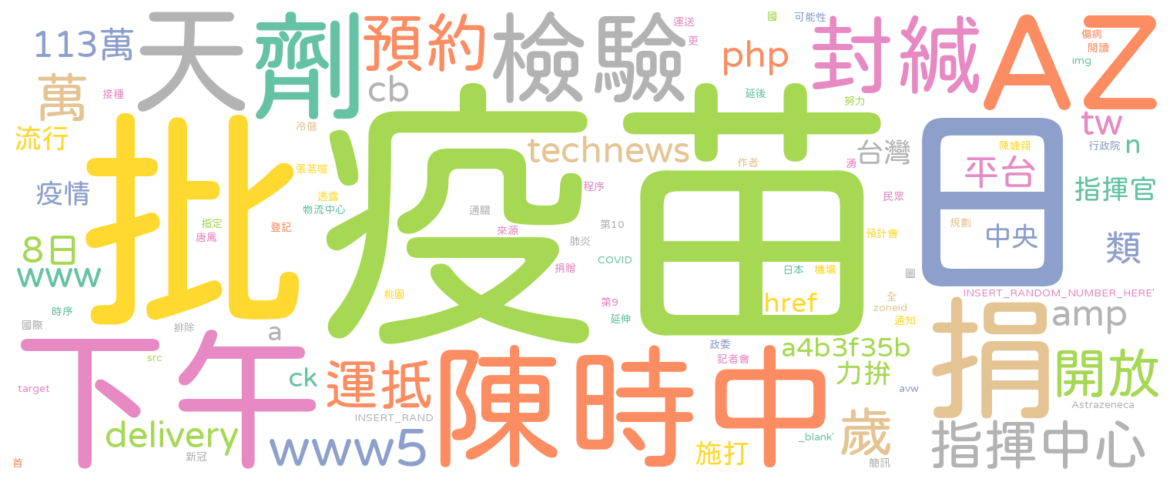 疫苗
批
日
天
劑
預約
檢驗
封緘
AZ
113萬
萬
接種
cb
php
運送
更
國
可能性
傷病
閱讀
img
延後
努力
tw
n
行政院
流行
疫情
冷儲
張茗喧
透露
物流中心
technews
作者
台灣
湧
陳婕翎
平台
指揮官
8日
www
指定
唐鳳
登記
程序
通關
來源
第10
肺炎
捐贈
COVID
民眾
預計會
規劃
中央
類
時序
國際
排除
a
桃園
第9
延伸
日本
機場
href
圖
全
zoneid
通知
INSERT_RANDOM_NUMBER_HERE'
下午
src
target
ck
運抵
陳時中
政委
記者會
a4b3f35b
力拚
avw
捐
amp
開放
Astrazeneca
INSERT_RAND
delivery
新冠
www5
施打
_blank'
歲
簡訊
指揮中心
首